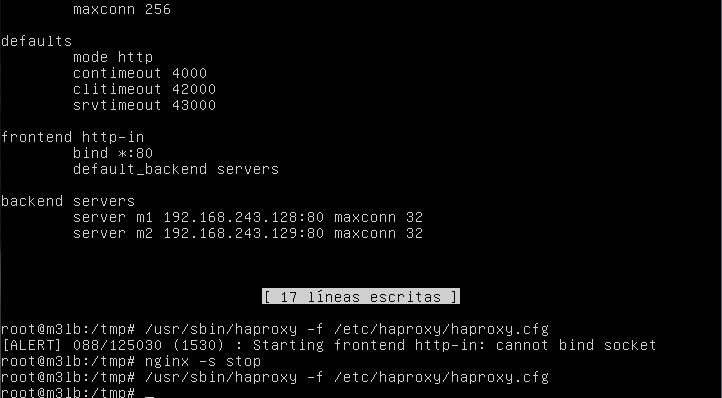 maxconn 256
defaults
mode http
contimeout 4000
clitimeout 42000
srvtimeout 43000
frontend http-in
bind *:80
default_backend servers
backend servers
server m1 192.168.243.128:80 maxconn 32
server m2 192.168.243.129:80 maxconn 32
[ 17 líneas escritas ]
root@m3lb:/tmp# /usr/sbin/haproxy -f /etc/haproxy/haproxy.cfg
[ALERT] 088/125030 (1530) : Starting frontend http-in: cannot bind socket
root@m3lb:/tmp# nginx -s stop
root@m3lb:/tmp# /usr/sbin/haproxy -f /etc/haproxy/haproxy.cfg
root@m3lb:/tmp# _